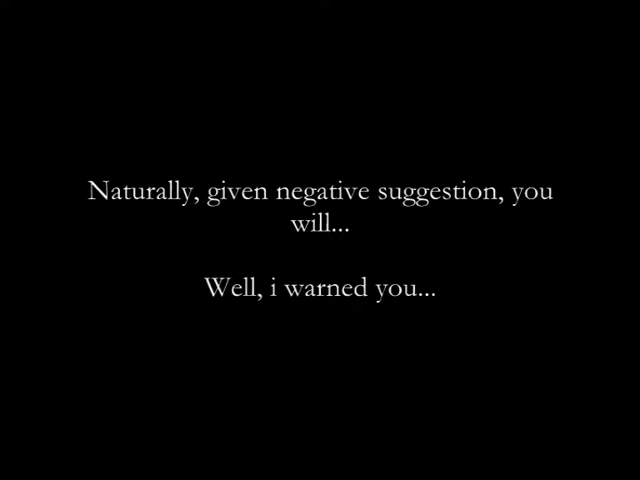 Naturally, given negative suggestion, you
will...
Well, i warned you...